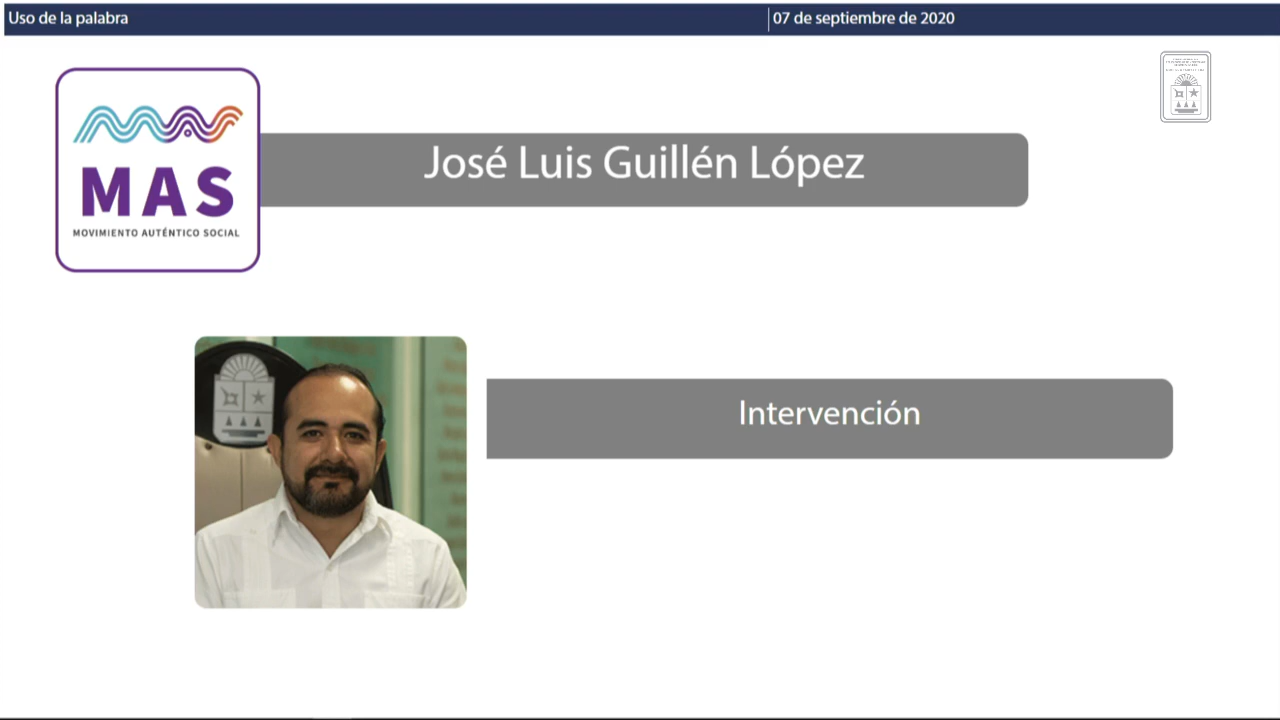 Uso de la palabra
07 de septiembre de 2020
MAS
MOVIMIENTO AUTÉNTICO SOCIAL
José Luis Guillén López
Intervención